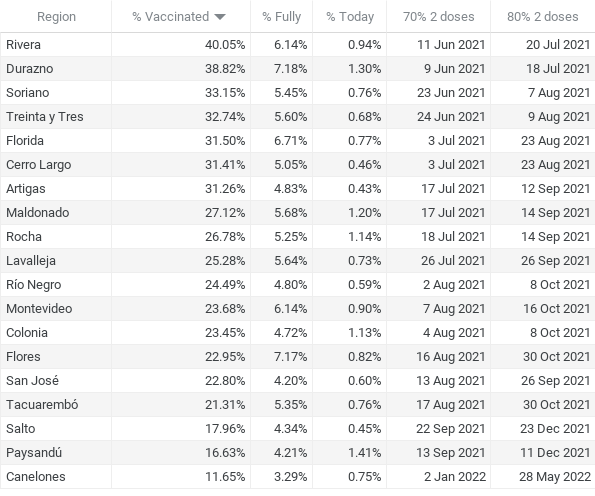 Region % Vaccinated % Fully % Today 70% 2 doses 80% 2 doses
Rivera 40.05% 6.14% 0.94% 11 Jun 2021 20 Jul 2021
Durazno 38.82% 7.18% 1.30% 9 Jun 2021 18 Jul 2021
Soriano 33.15% 5.45% 0.76% 23 Jun 2021 7 Aug 2021
Treinta y Tres 32.74% 5.60% 0.68% 24 Jun 2021 9 Aug 2021
Florida 31.50% 6.71% 0.77% 3 Jul 2021 23 Aug 2021
Cerro Largo 31.41% 5.05% 0.46% 3 Jul 2021 23 Aug 2021
Artigas 31.26% 4.83% 0.43% 17 Jul 2021 12 Sep 2021
Maldonado 27.12% 5.68% 1.20% 17 Jul 2021 14 Sep 2021
Rocha 26.78% 5.25% 1.14% 18 Jul 2021 14 Sep 2021
Lavalleja 25.28% 5.64% 0.73% 26 Jul 2021 26 Sep 2021
Río Negro 24.49% 4.80% 0.59% 2 Aug 2021 8 Oct 2021
Montevideo 23.68% 6.14% 0.90% 7 Aug 2021 16 Oct 2021
Colonia 23.45% 4.72% 1.13% 4 Aug 2021 8 Oct 2021
Flores 22.95% 7.17% 0.82% 16 Aug 2021 30 Oct 2021
San José 22.80% 4.20% 0.60% 13 Aug 2021 26 Sep 2021
Tacuarembó 21.31% 5.35% 0.76% 17 Aug 2021 30 Oct 2021
Salto 17.96% 4.34% 0.45% 22 Sep 2021 23 Dec 2021
Paysandú 16.63% 4.21% 1.41% 13 Sep 2021 11 Dec 2021
Canelones 11.65% 3.29% 0.75% 2 Jan 2022 28 May 2022